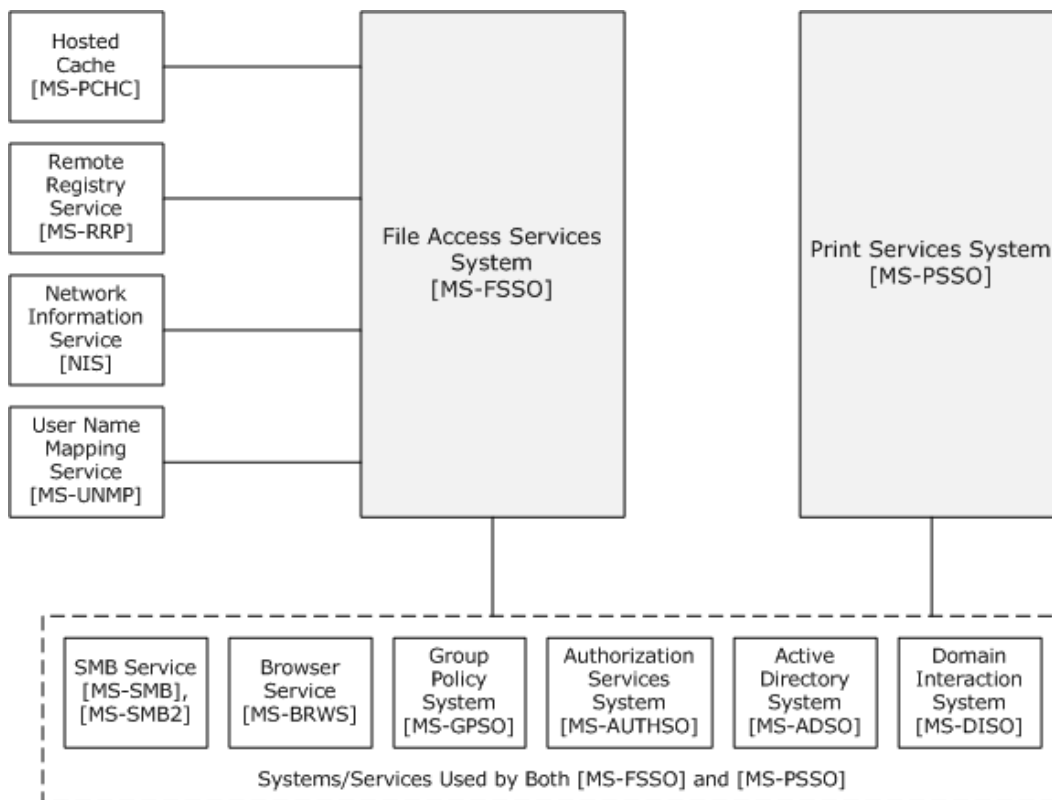 Hosted
Cache
[MS-PCHC]
Remote
Registry
Service
[MS-RRP]
Network
Information
Service
[NIS]
User Name
Mapping
Service
[MS-UNMP]
File Access Services
System
[MS-FSSO]
Print Services System
[MS-PSSO]
SMB Service
[MS-SMB],
[MS-SMB2]
Browser
Service
[MS-BRWS]
Group
Policy
System
[MS-GPSO]
Authorization
Services
System
[MS-AUTHSO]
Active
Directory
System
[MS-ADSO]
Domain
Interaction
System
[MS-DISO]
Systems/Services Used by Both [MS-FSSO] and [MS-PSSO]